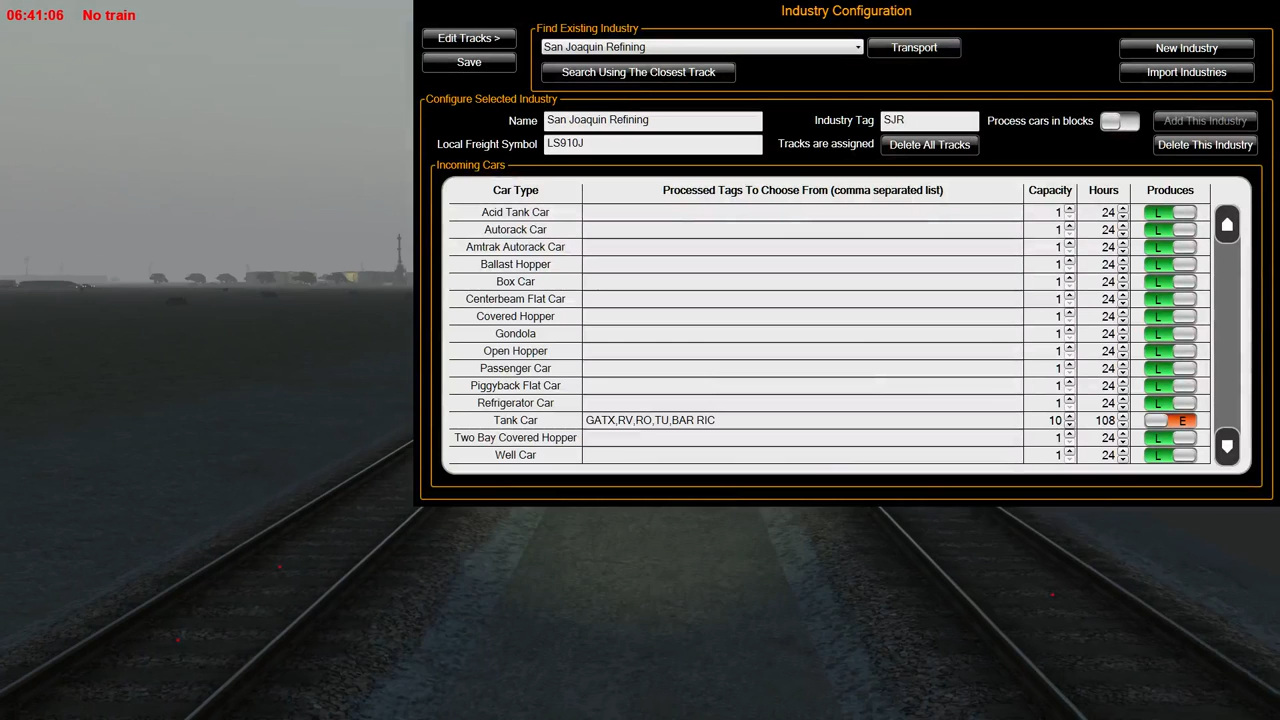 06:41:06 No train
Industry Configuration
Edit Tracks >
Save
Find Existing Industry
San Joaquin Refining
Transport
Search Using The Closest Track
New Industry
Import Industries
Configure Selected Industry
Name San Joaquin Refining Industry Tag SJR Process cars in blocks Add This Industry
Local Freight Symbol LS910J Tracks are assigned Delete All Tracks Delete This Industry
Incoming Cars
Car Type Processed Tags To Choose From (comma separated list) Capacity Hours Produces
Acid Tank Car 1 24 L
Autorack Car 1 24 L
Amtrak Autorack Car 1 24 L
Ballast Hopper 1 24 L
Box Car 1 24 L
Centerbeam Flat Car 1 24 L
Covered Hopper 1 24 L
Gondola 1 24 L
Open Hopper 1 24 L
Passenger Car 1 24 L
Piggyback Flat Car 1 24 L
Refrigerator Car 1 24 L
Tank Car GATX,RV,RO,TU,BAR RIC 10 108 E
Two Bay Covered Hopper 1 24 L
Well Car 1 24 L